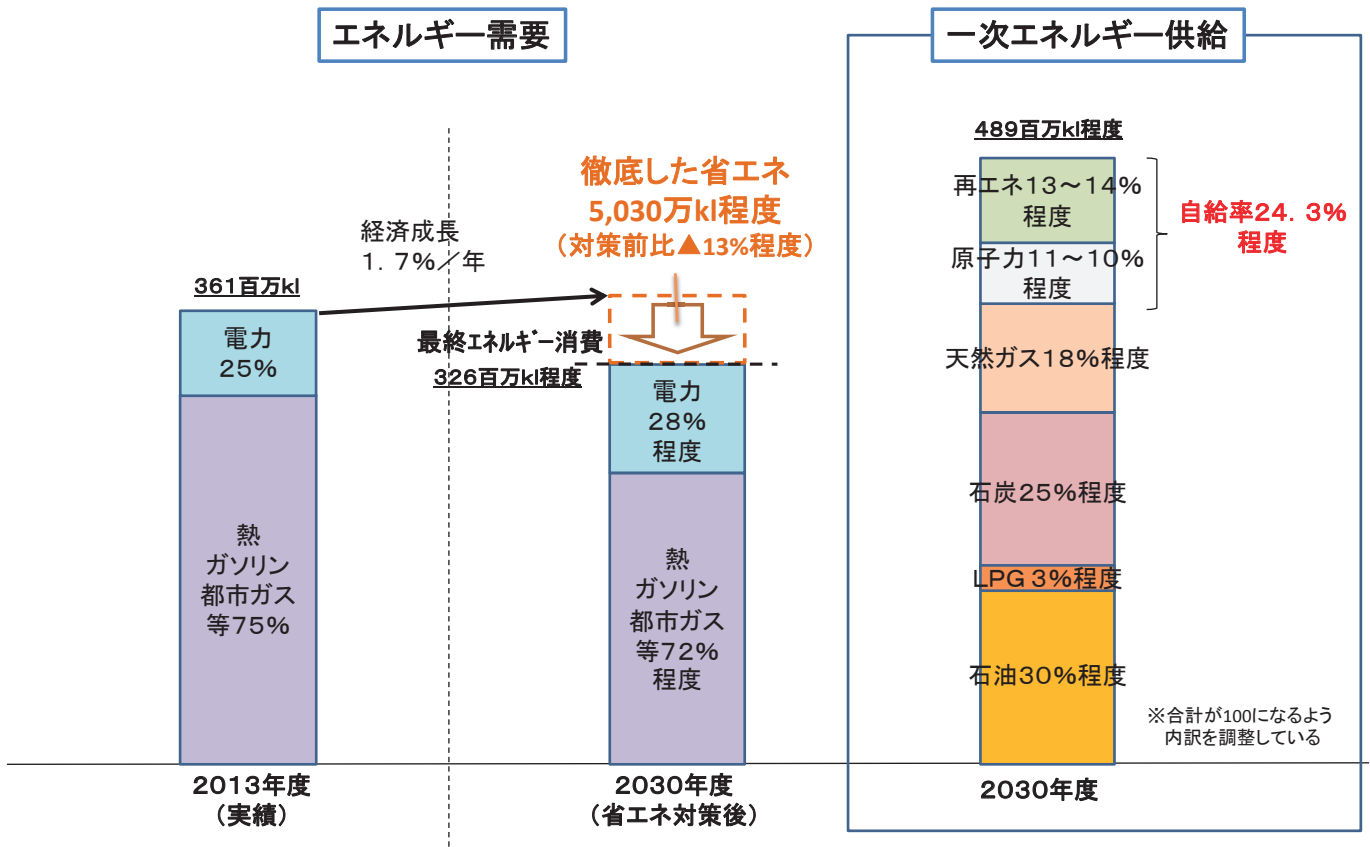 エネルギー需要
一次エネルギー供給
361百万kl
電力
25%
熱
ガソリン
都市ガス
等75%
2013年度
(実績)
経済成長
1.7%/年
徹底した省エネ
5,030万kl程度
(対策前比▲13%程度)
最終エネルギー消費
326百万kl程度
電力
28%
程度
熱
ガソリン
都市ガス
等72%
程度
2030年度
(省エネ対策後)
489百万kl程度
再エネ13~14%
程度
原子力11~10%
程度
天然ガス18%程度
石炭25%程度
LPG 3%程度
石油30%程度
自給率24.3%
程度
※合計が100になるよう
内訳を調整している
2030年度